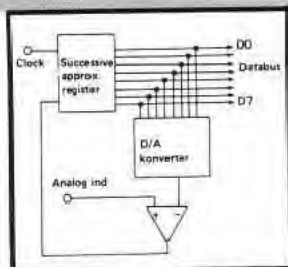 D0
Clock
Successive
approx.
register
Databus
D7
D/A
konverter
Analog ind
+ −